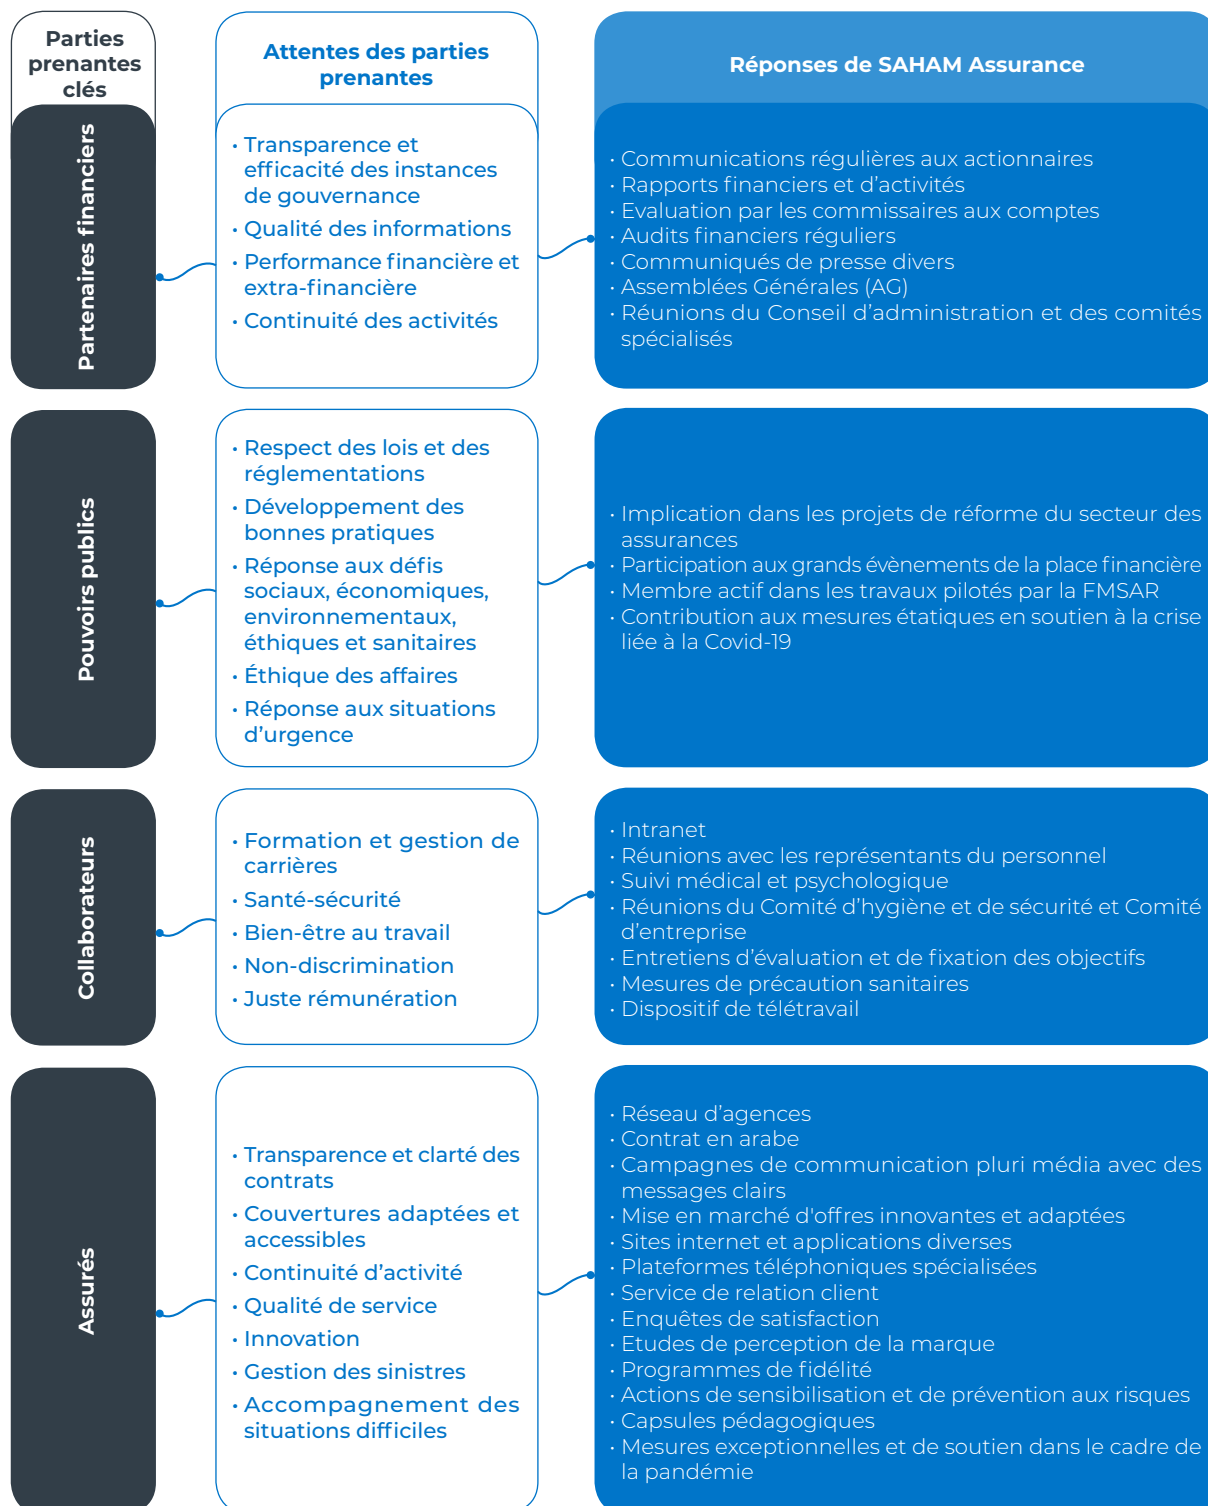 Parties
prenantes
clés
Attentes des parties
prenantes
Réponses de SAHAM Assurance
Partenaires financiers
· Transparence et
efficacité des instances
de gouvernance
· Qualité des informations
· Performance financière et
extra-financière
· Continuité des activités
· Communications régulières aux actionnaires
· Rapports financiers et d’activités
· Evaluation par les commissaires aux comptes
· Audits financiers réguliers
· Communiqués de presse divers
· Assemblées Générales (AG)
· Réunions du Conseil d’administration et des comités
spécialisés
Pouvoirs publics
· Respect des lois et des
réglementations
· Développement des
bonnes pratiques
· Réponse aux défis
sociaux, économiques,
environnementaux,
éthiques et sanitaires
· Éthique des affaires
· Réponse aux situations
d’urgence
· Implication dans les projets de réforme du secteur des
assurances
· Participation aux grands évènements de la place financière
· Membre actif dans les travaux pilotés par la FMSAR
· Contribution aux mesures étatiques en soutien à la crise
liée à la Covid-19
Collaborateurs
· Formation et gestion de
carrières
· Santé-sécurité
· Bien-être au travail
· Non-discrimination
· Juste rémunération
· Intranet
· Réunions avec les représentants du personnel
· Suivi médical et psychologique
· Réunions du Comité d’hygiène et de sécurité et Comité
d’entreprise
· Entretiens d’évaluation et de fixation des objectifs
· Mesures de précaution sanitaires
· Dispositif de télétravail
Assurés
· Transparence et clarté des
contrats
· Couvertures adaptées et
accessibles
· Continuité d’activité
· Qualité de service
· Innovation
· Gestion des sinistres
· Accompagnement des
situations difficiles
· Réseau d’agences
· Contrat en arabe
· Campagnes de communication pluri média avec des
messages clairs
· Mise en marché d'offres innovantes et adaptées
· Sites internet et applications diverses
· Plateformes téléphoniques spécialisées
· Service de relation client
· Enquêtes de satisfaction
· Etudes de perception de la marque
· Programmes de fidélité
· Actions de sensibilisation et de prévention aux risques
· Capsules pédagogiques
· Mesures exceptionnelles et de soutien dans le cadre de
la pandémie